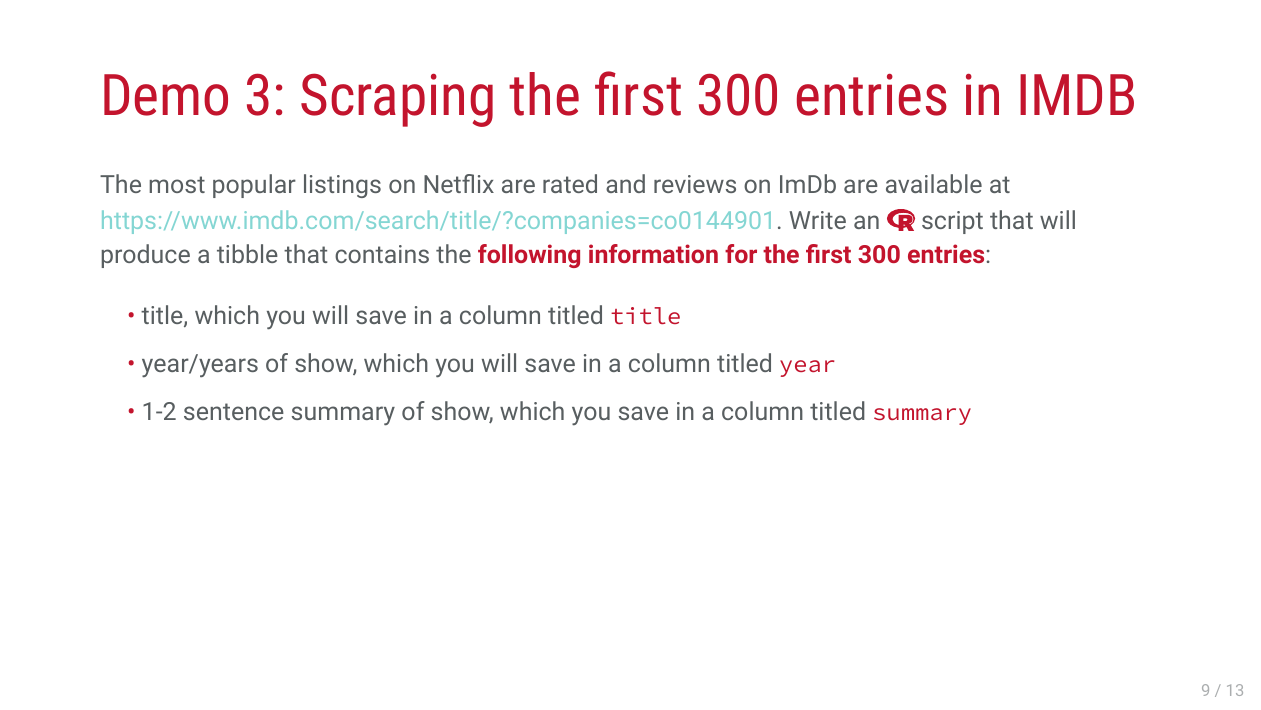 Demo 3: Scraping the first 300 entries in IMDB
The most popular listings on Netflix are rated and reviews on ImDb are available at
https://www.imdb.com/search/title/?companies=co0144901. Write an R script that will
produce a tibble that contains the following information for the first 300 entries:
• title, which you will save in a column titled title
• year/years of show, which you will save in a column titled year
• 1-2 sentence summary of show, which you save in a column titled summary
9 / 13